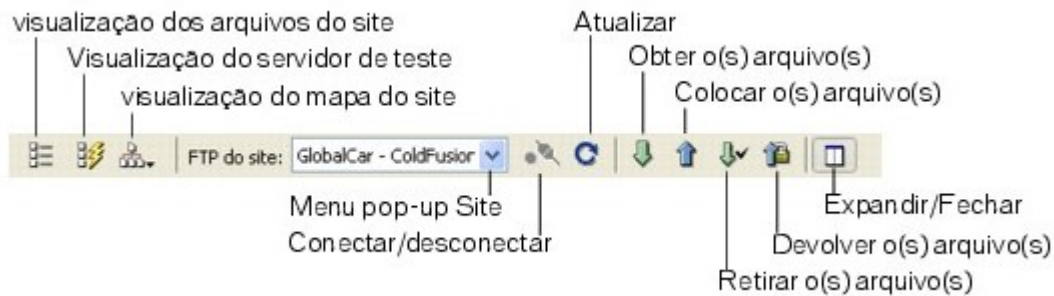 visualização dos arquivos do site
Atualizar
Visualização do servidor de teste
Obter o(s) arquivo(s)
visualização do mapa do site
Colocar o(s) arquivo(s)
FTP do site: GlobalCar - ColdFusion
Menu pop-up Site
Expandir/Fechar
Conectar/desconectar
Devolver o(s) arquivo(s)
Retirar o(s) arquivo(s)